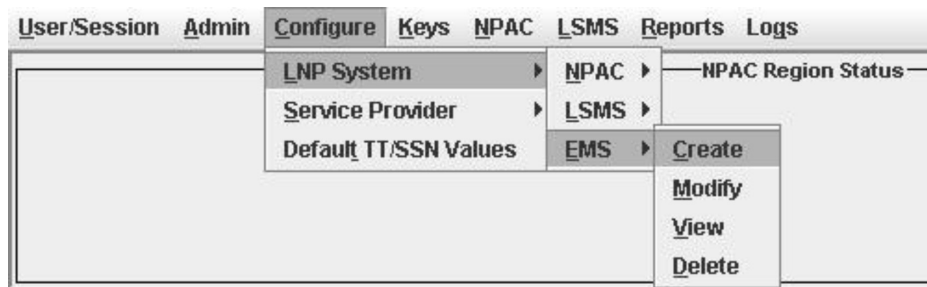 User/Session Admin Configure Keys NPAC LSMS Reports Logs
LNP System NPAC NPAC Region Status
Service Provider LSMS
Default TT/SSN Values EMS Create
Modify
View
Delete